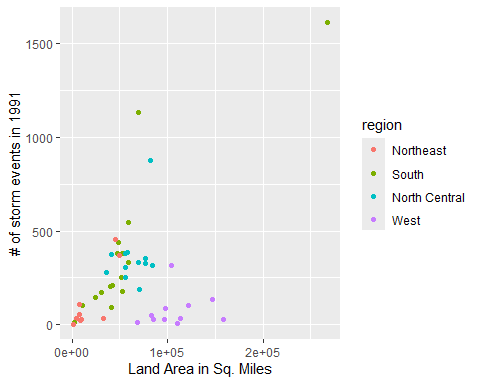 1500
1000
500
0
# of storm events in 1991
0e+00 1e+05 2e+05
Land Area in Sq. Miles
region
Northeast
South
North Central
West